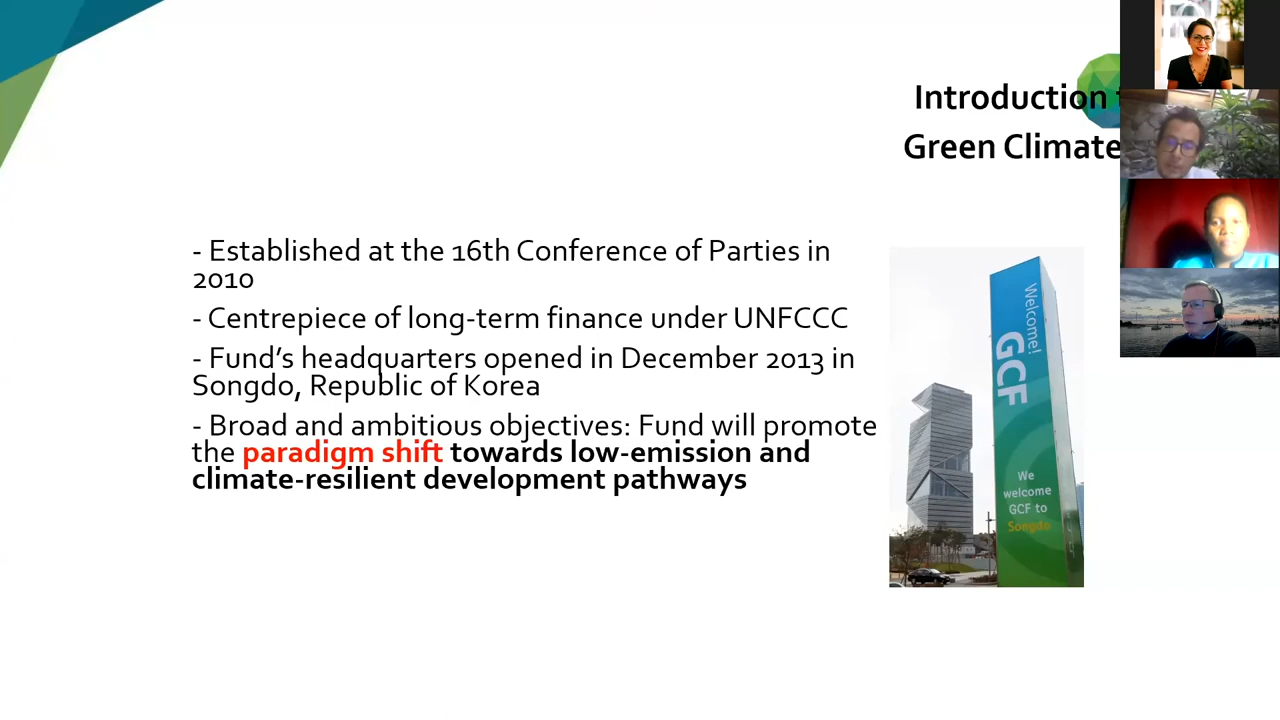 Introduction
Green Climate
- Established at the 16th Conference of Parties in
2010
- Centrepiece of long-term finance under UNFCCC
- Fund's headquarters opened in December 2013 in
Songdo, Republic of Korea
- Broad and ambitious objectives: Fund will promote
the paradigm shift towards low-emission and
climate-resilient development pathways
Welcome!
GCF
We
welcome
GCF to
Songdo